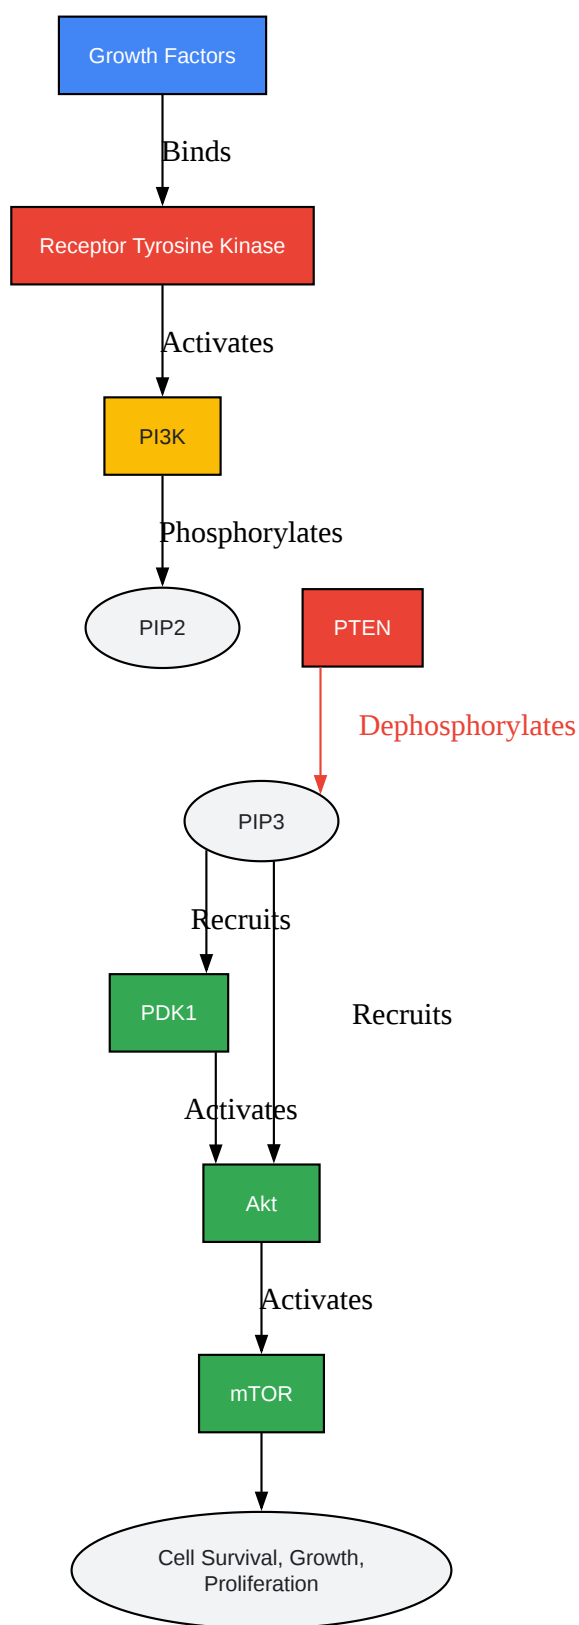 Growth Factors
Binds
Receptor Tyrosine Kinase
Activates
PI3K
Phosphorylates
PIP2
PTEN
Dephosphorylates
PIP3
Recruits
PDK1
Recruits
Activates
Akt
Activates
mTOR
Cell Survival, Growth,
Proliferation